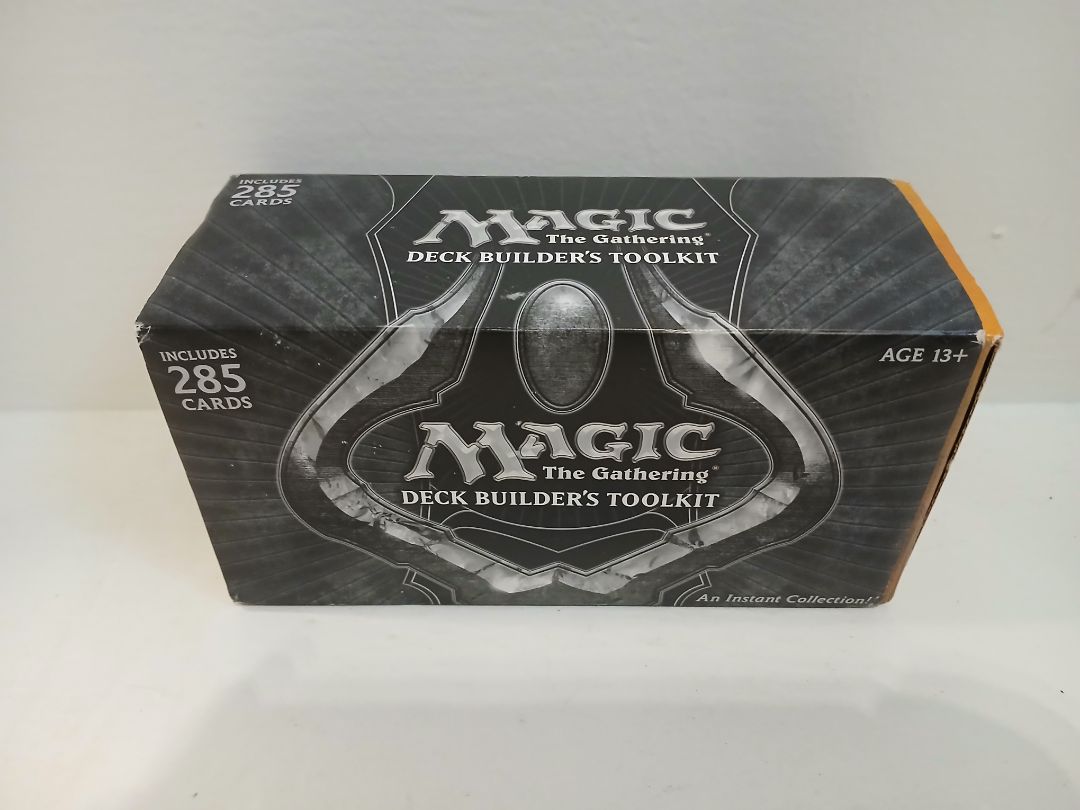 INCLUDES
285
CARDS
MAGIC
The Gathering®
DECK BUILDER'S TOOLKIT
INCLUDES
285
CARDS
AGE 13+
MAGIC
The Gathering®
DECK BUILDER'S TOOLKIT
An Instant Collection!